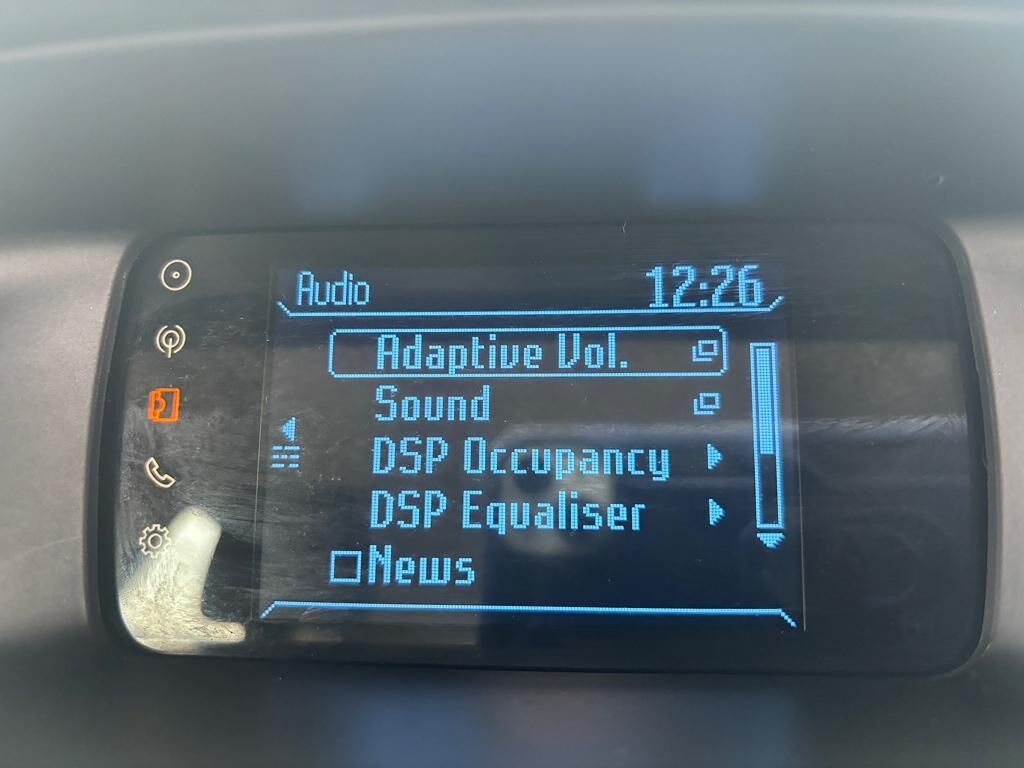 Audio 12:26
Adaptive Vol.
Sound
DSP Occupancy
DSP Equaliser
News